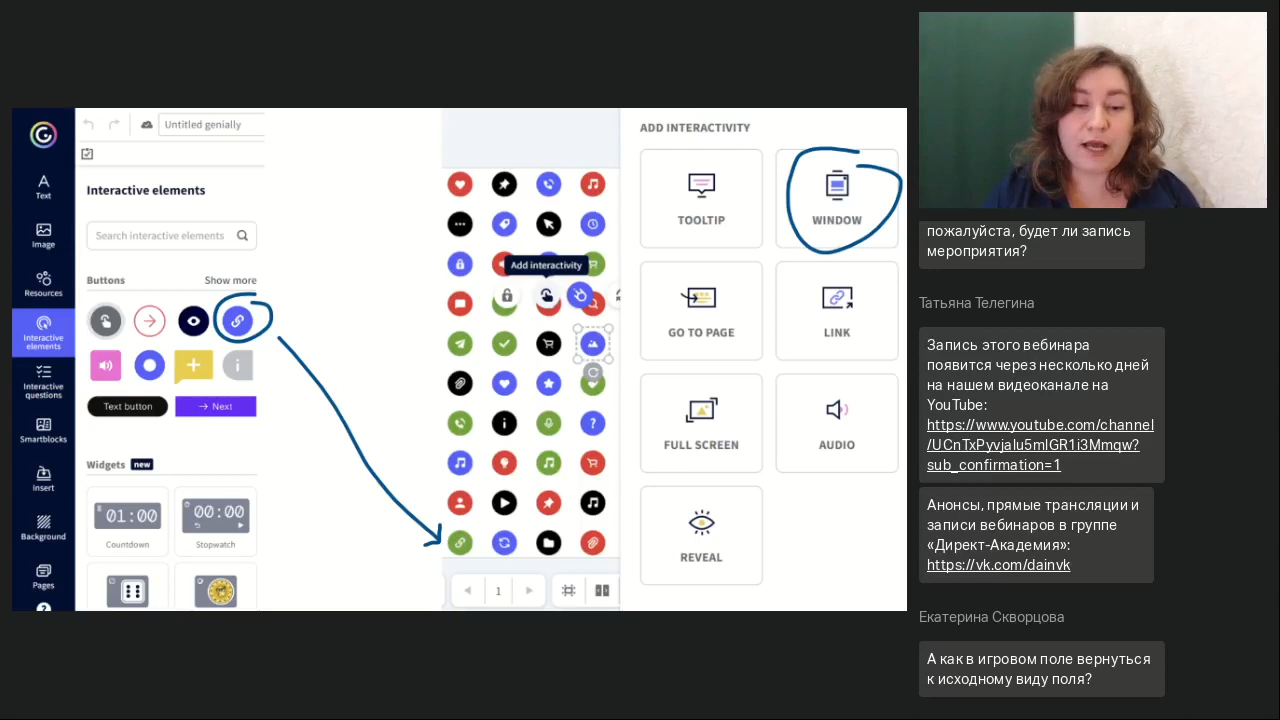 Untitled genially
Text
Image
Resources
Interactive
elements
Interactive
questions
Smartblocks
Insert
Background
Pages
Interactive elements
Search interactive elements
Buttons
Show more
Text button
→ Next
Widgets new
01:00
00:00
Countdown
Stopwatch
Add interactivity
1
ADD INTERACTIVITY
TOOLTIP
WINDOW
GO TO PAGE
LINK
FULL SCREEN
AUDIO
REVEAL
пожалуйста, будет ли запись
мероприятия?
Татьяна Телегина
Запись этого вебинара
появится через несколько дней
на нашем видеоканале на
YouTube:
https://www.youtube.com/channel
/UCnTxPyvjalu5mlGR1i3Mmqw?
sub_confirmation=1
Анонсы, прямые трансляции и
записи вебинаров в группе
«Директ-Академия»:
https://vk.com/dainvk
Екатерина Скворцова
А как в игровом поле вернуться
к исходному виду поля?